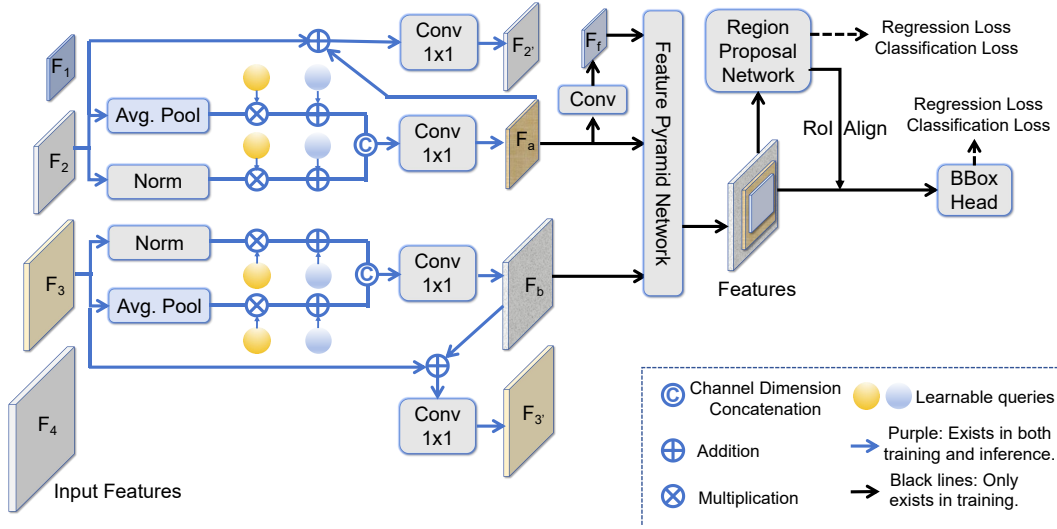 F1
F2
F3
F4
Input Features
Avg. Pool
Norm
Norm
Avg. Pool
C
C
Conv
1x1
F2'
Conv
1x1
Fa
Conv
1x1
Fb
Conv
1x1
F3'
Ff
Conv
Feature Pyramid Network
Region
Proposal
Network
Regression Loss
Classification Loss
RoI Align
Regression Loss
Classification Loss
BBox
Head
Features
C
Channel Dimension
Concatenation
Addition
Multiplication
Learnable queries
Purple: Exists in both
training and inference.
Black lines: Only
exists in training.